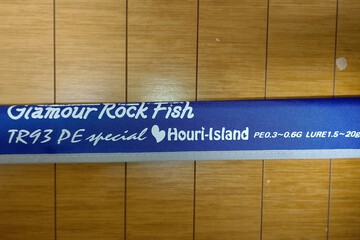 Glamour Rock Fish
TR93 PE special ♥ Houri-Island PE0.3~0.6G LURE1.5~20g